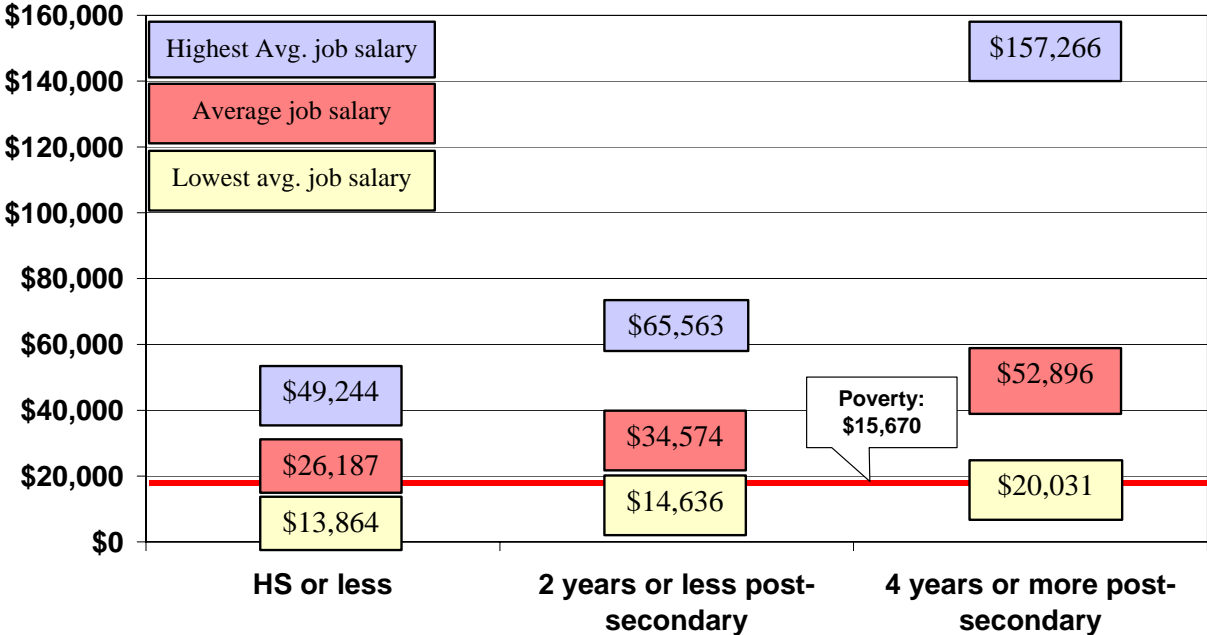 $160,000
$140,000
$120,000
$100,000
$80,000
$60,000
$40,000
$20,000
$0
Highest Avg. job salary
Average job salary
Lowest avg. job salary
$49,244
$26,187
$13,864
$65,563
$34,574
$14,636
Poverty:
$15,670
$157,266
$52,896
$20,031
HS or less
2 years or less post-
secondary
4 years or more post-
secondary